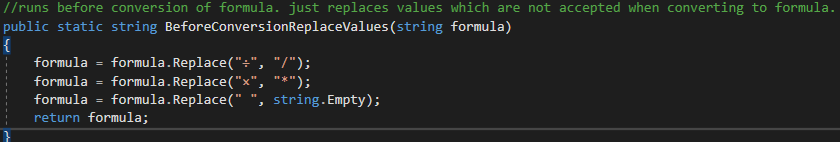 //runs before conversion of formula. just replaces values which are not accepted when converting to formula.
public static string BeforeConversionReplaceValues(string formula)
{
    formula = formula.Replace("÷", "/");
    formula = formula.Replace("×", "*");
    formula = formula.Replace(" ", string.Empty);
    return formula;
}